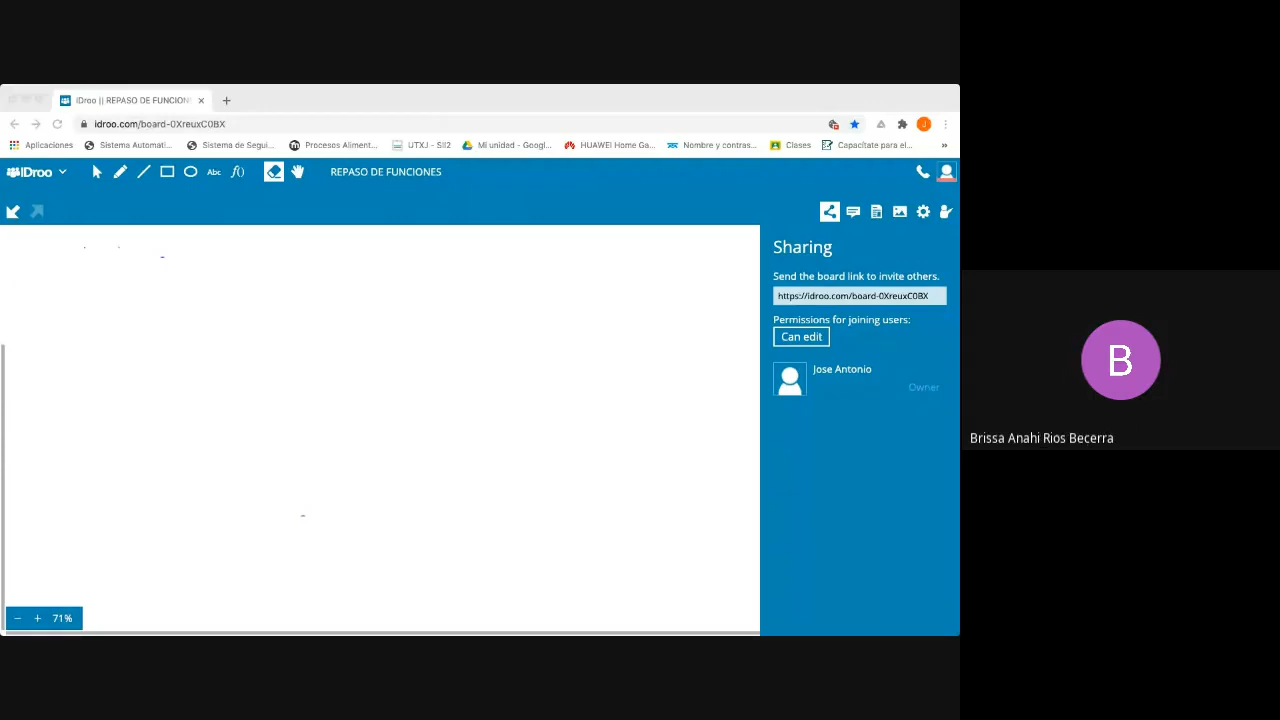 iDroo || REPASO DE FUNCION
idroo.com/board-0XreuxC0BX
J
Aplicaciones Sistema Automati... Sistema de Segui... Procesos Aliment... UTXJ - SII2 Mi unidad - Googl... HUAWEI Home Ga... Nombre y contras... Clases Capacítate para el... »
IDroo Abc f() REPASO DE FUNCIONES
Sharing
Send the board link to invite others.
https://idroo.com/board-0XreuxC0BX
Permissions for joining users:
Can edit
Jose Antonio
Owner
− + 71%
B
Brissa Anahi Rios Becerra